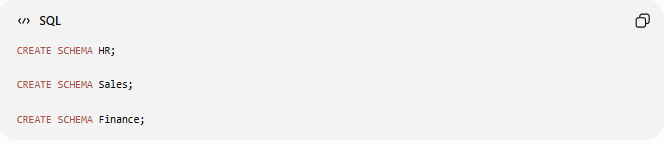 SQL
CREATE SCHEMA HR;
CREATE SCHEMA Sales;
CREATE SCHEMA Finance;